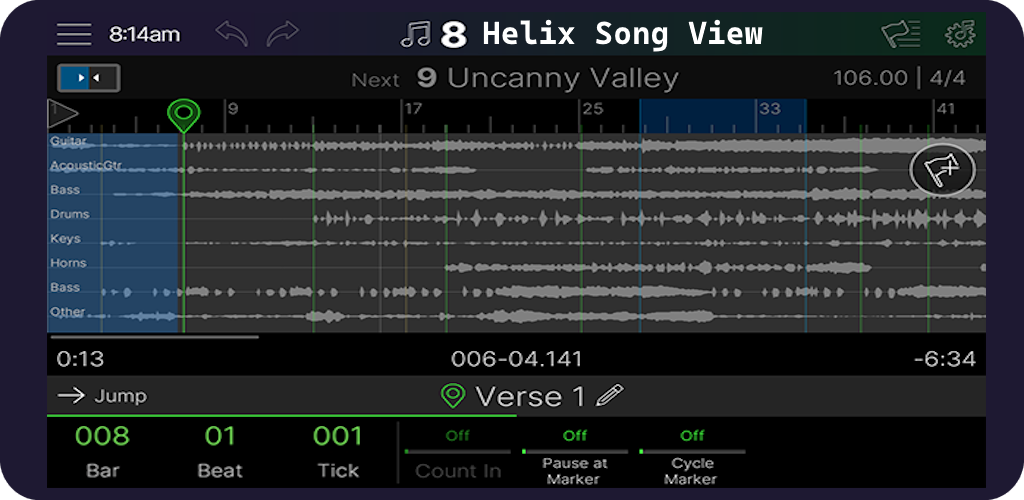 8:14am 8 Helix Song View
Next 9 Uncanny Valley 106.00 | 4/4
1 9 17 25 33 41
Guitar
AcousticGtr
Bass
Drums
Keys
Horns
Bass
Other
0:13 006-04.141 -6:34
Jump Verse 1
008 01 001 Off Off Off
Bar Beat Tick Count In Pause at Marker Cycle Marker